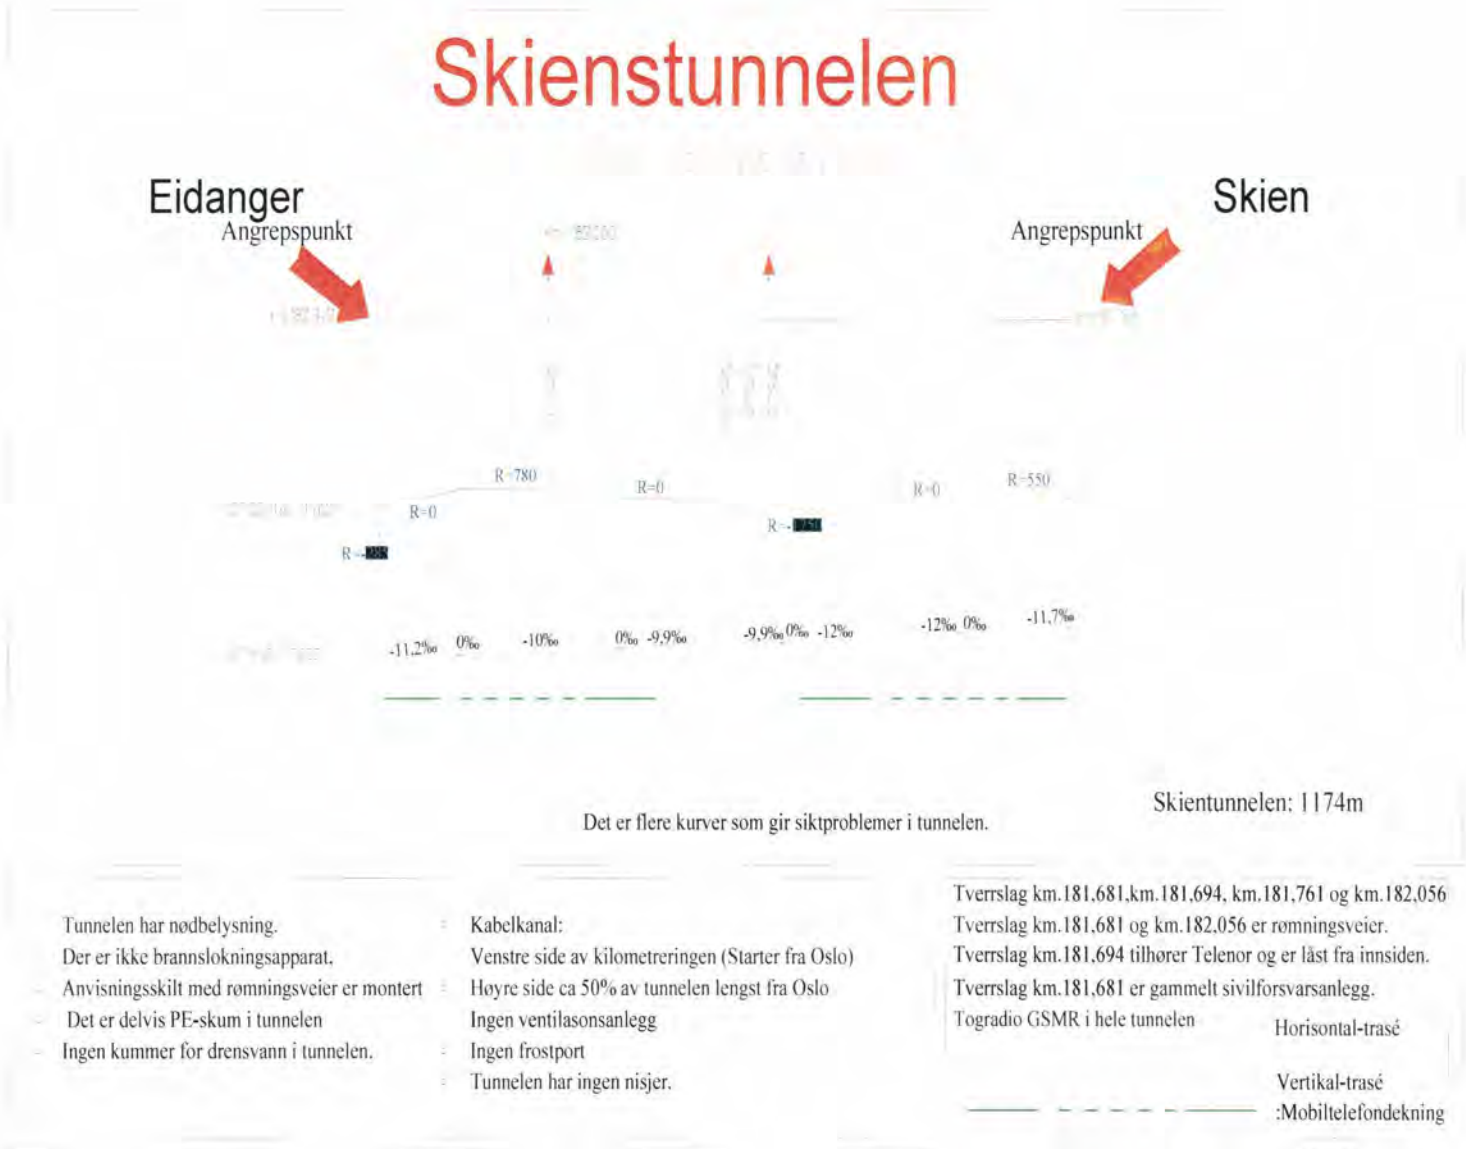 Skienstunnelen
Eidanger
Skien
Angrepspunkt
Angrepspunkt
R=780
R=0
R=0
R=550
R=0
-11,2‰ 0‰ -10‰ 0‰ -9,9‰ -9,9‰ 0‰ -12‰ -12‰ 0‰ -11,7‰
Skientunnelen: 1174m
Det er flere kurver som gir siktproblemer i tunnelen.
Tunnelen har nødbelysning.
Der er ikke brannslokningsapparat.
- Anvisningsskilt med rømningsveier er montert
- Det er delvis PE-skum i tunnelen
- Ingen kummer for drensvann i tunnelen.
Kabelkanal:
Venstre side av kilometreringen (Starter fra Oslo)
Høyre side ca 50% av tunnelen lengst fra Oslo
Ingen ventilasonsanlegg
Ingen frostport
Tunnelen har ingen nisjer.
Tverrslag km.181,681,km.181,694, km.181,761 og km.182,056
Tverrslag km.181,681 og km.182,056 er rømningsveier.
Tverrslag km.181,694 tilhører Telenor og er låst fra innsiden.
Tverrslag km.181,681 er gammelt sivilforsvarsanlegg.
Togradio GSMR i hele tunnelen
Horisontal-trasé
Vertikal-trasé
:Mobiltelefondekning